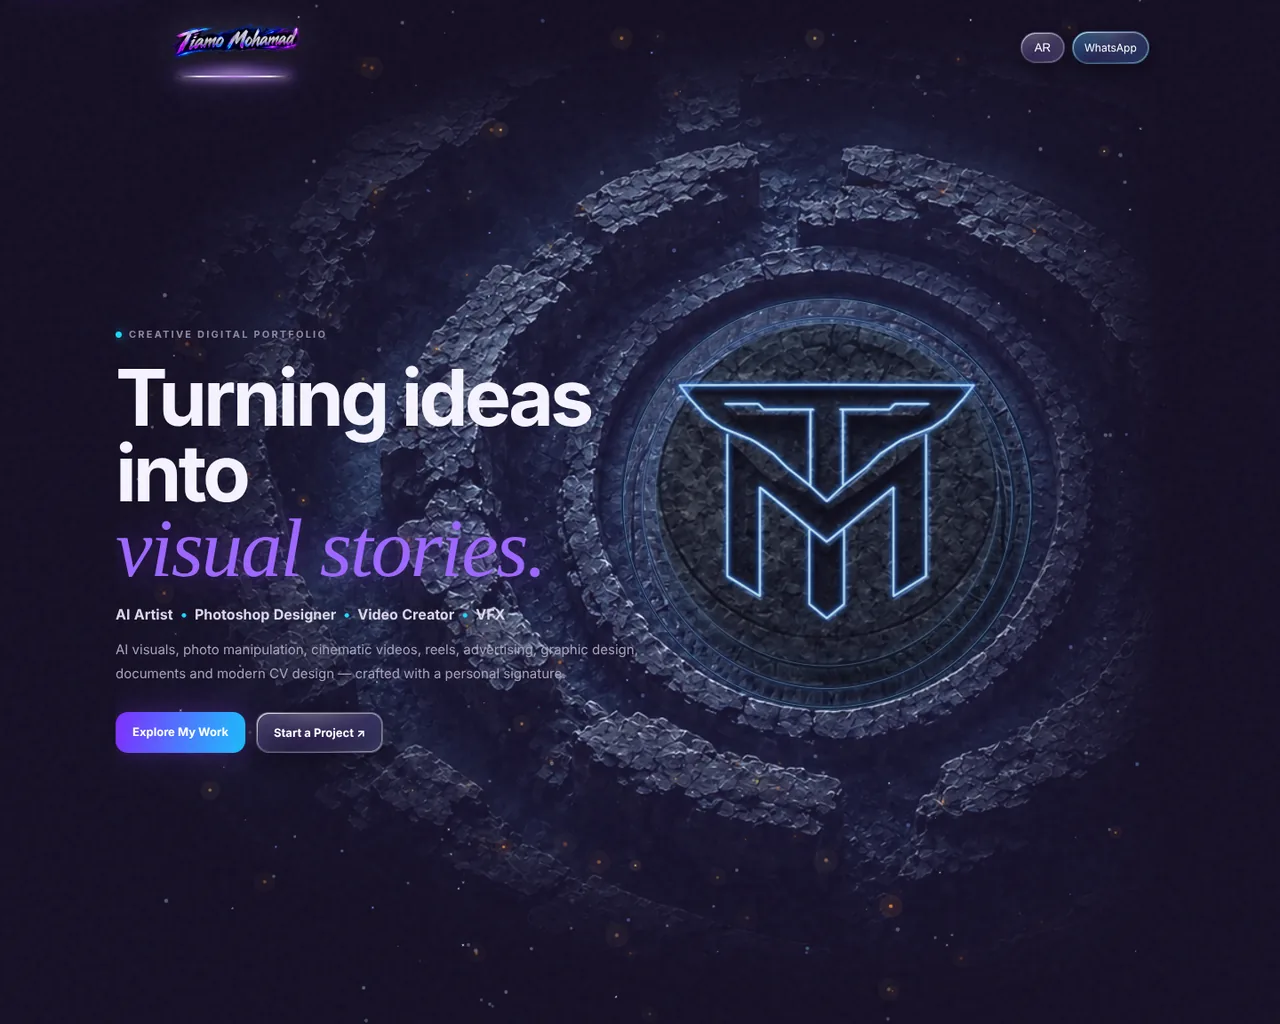 Tiamo Mohamad
AR
WhatsApp
CREATIVE DIGITAL PORTFOLIO
Turning ideas
into
visual stories.
AI Artist • Photoshop Designer • Video Creator • VFX
AI visuals, photo manipulation, cinematic videos, reels, advertising, graphic design,
documents and modern CV design — crafted with a personal signature.
Explore My Work
Start a Project ↗
TM